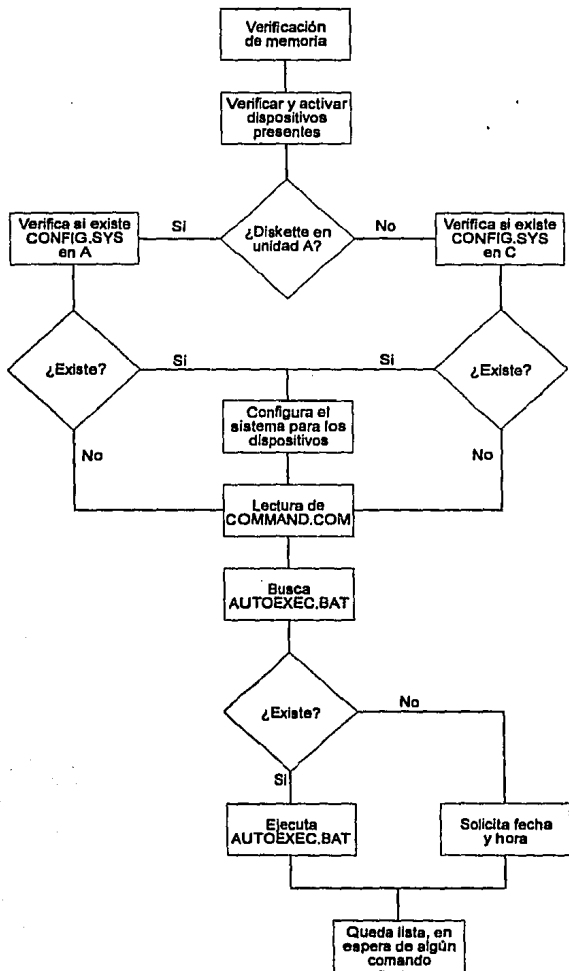 Verificación
de memoria
Verificar y activar
dispositivos
presentes
Verifica si existe
CONFIG.SYS
en A
Si
¿Diskette en
unidad A?
No
Verifica si existe
CONFIG.SYS
en C
¿Existe?
Si
Si
¿Existe?
Configura el
sistema para los
dispositivos
No
No
Lectura de
COMMAND.COM
Busca
AUTOEXEC.BAT
¿Existe?
No
Si
Ejecuta
AUTOEXEC.BAT
Solicita fecha
y hora
Queda lista, en
espera de algún
comando